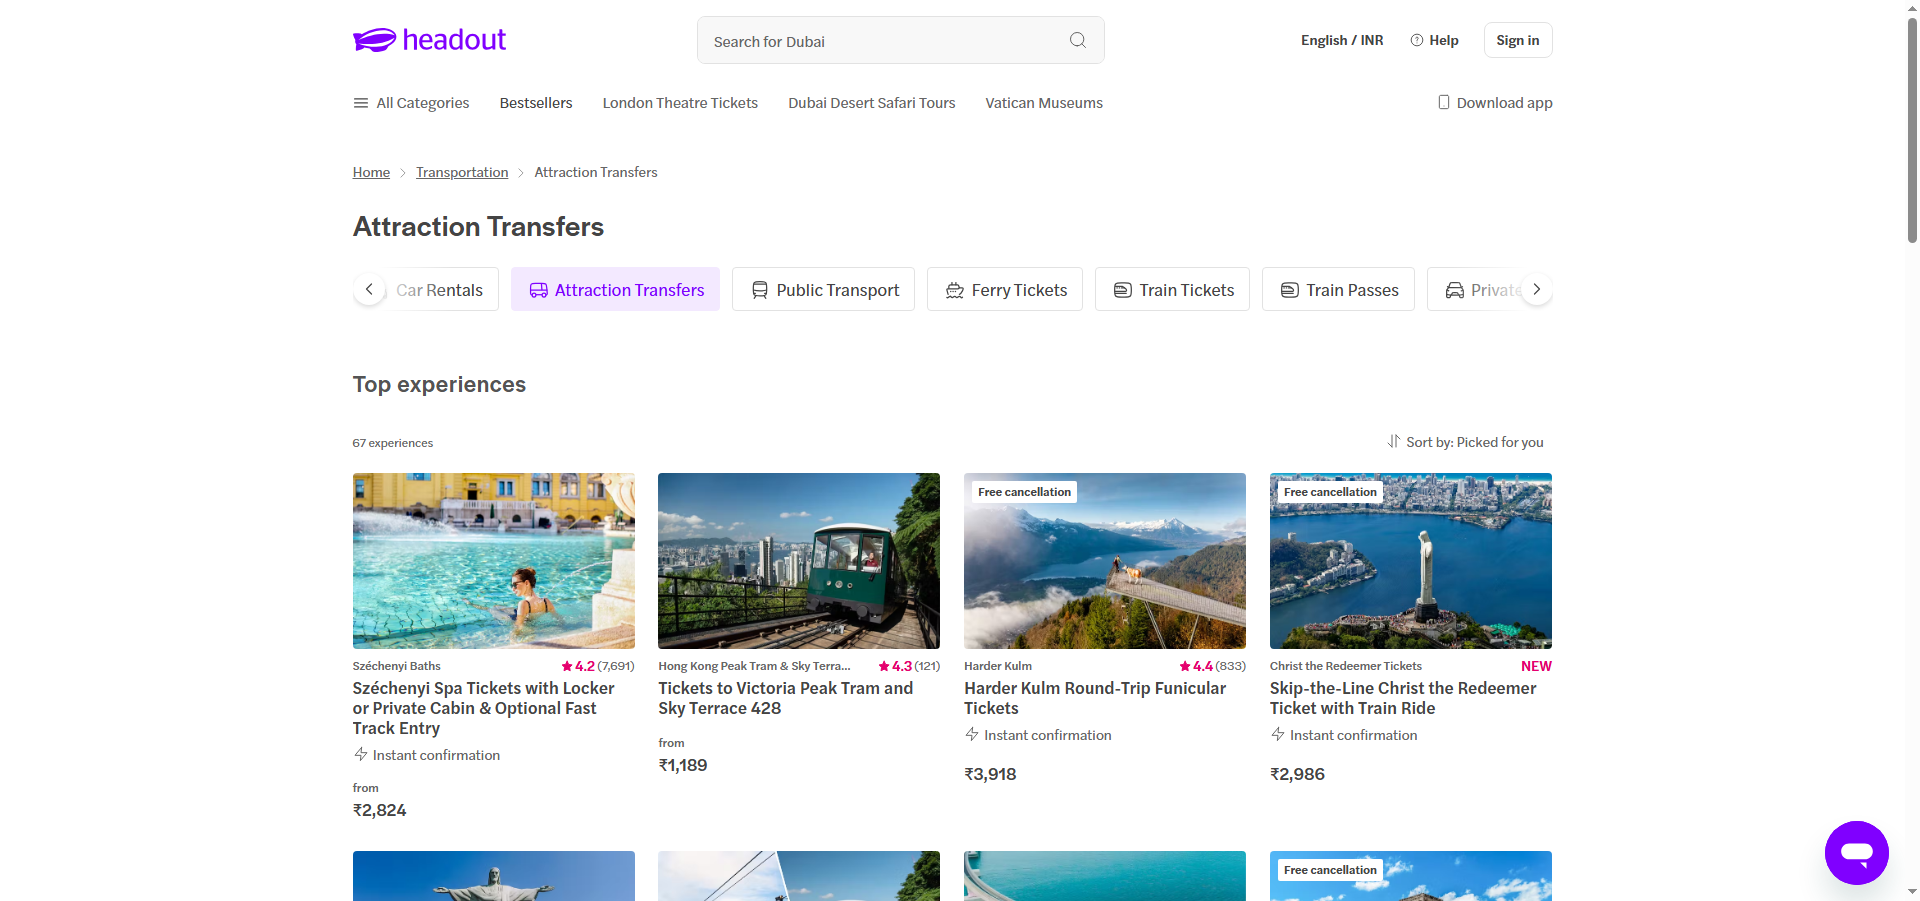 headout
Search for Dubai
English / INR
Help
Sign in
All Categories
Bestsellers
London Theatre Tickets
Dubai Desert Safari Tours
Vatican Museums
Download app
Home
Transportation
Attraction Transfers
Attraction Transfers
Car Rentals
Attraction Transfers
Public Transport
Ferry Tickets
Train Tickets
Train Passes
Private
Top experiences
67 experiences
Sort by: Picked for you
Széchenyi Baths
4.2 (7,691)
Széchenyi Spa Tickets with Locker
or Private Cabin & Optional Fast
Track Entry
Instant confirmation
from
₹2,824
Hong Kong Peak Tram & Sky Terra...
4.3 (121)
Tickets to Victoria Peak Tram and
Sky Terrace 428
from
₹1,189
Free cancellation
Harder Kulm
4.4 (833)
Harder Kulm Round-Trip Funicular
Tickets
Instant confirmation
₹3,918
Free cancellation
Christ the Redeemer Tickets
NEW
Skip-the-Line Christ the Redeemer
Ticket with Train Ride
Instant confirmation
₹2,986
Free cancellation